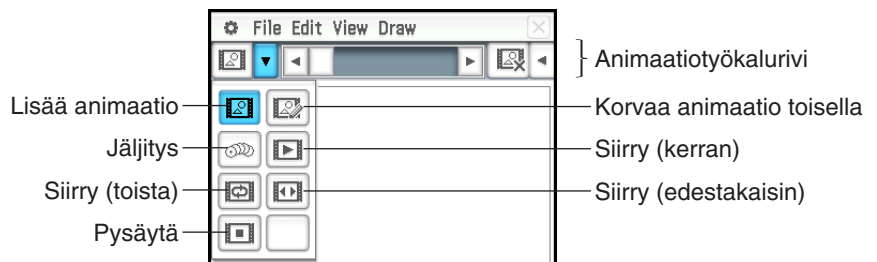 File Edit View Draw
Animaatiotyökalurivi
Lisää animaatio
Korvaa animaatio toisella
Jäljitys
Siirry (kerran)
Siirry (toista)
Siirry (edestakaisin)
Pysäytä